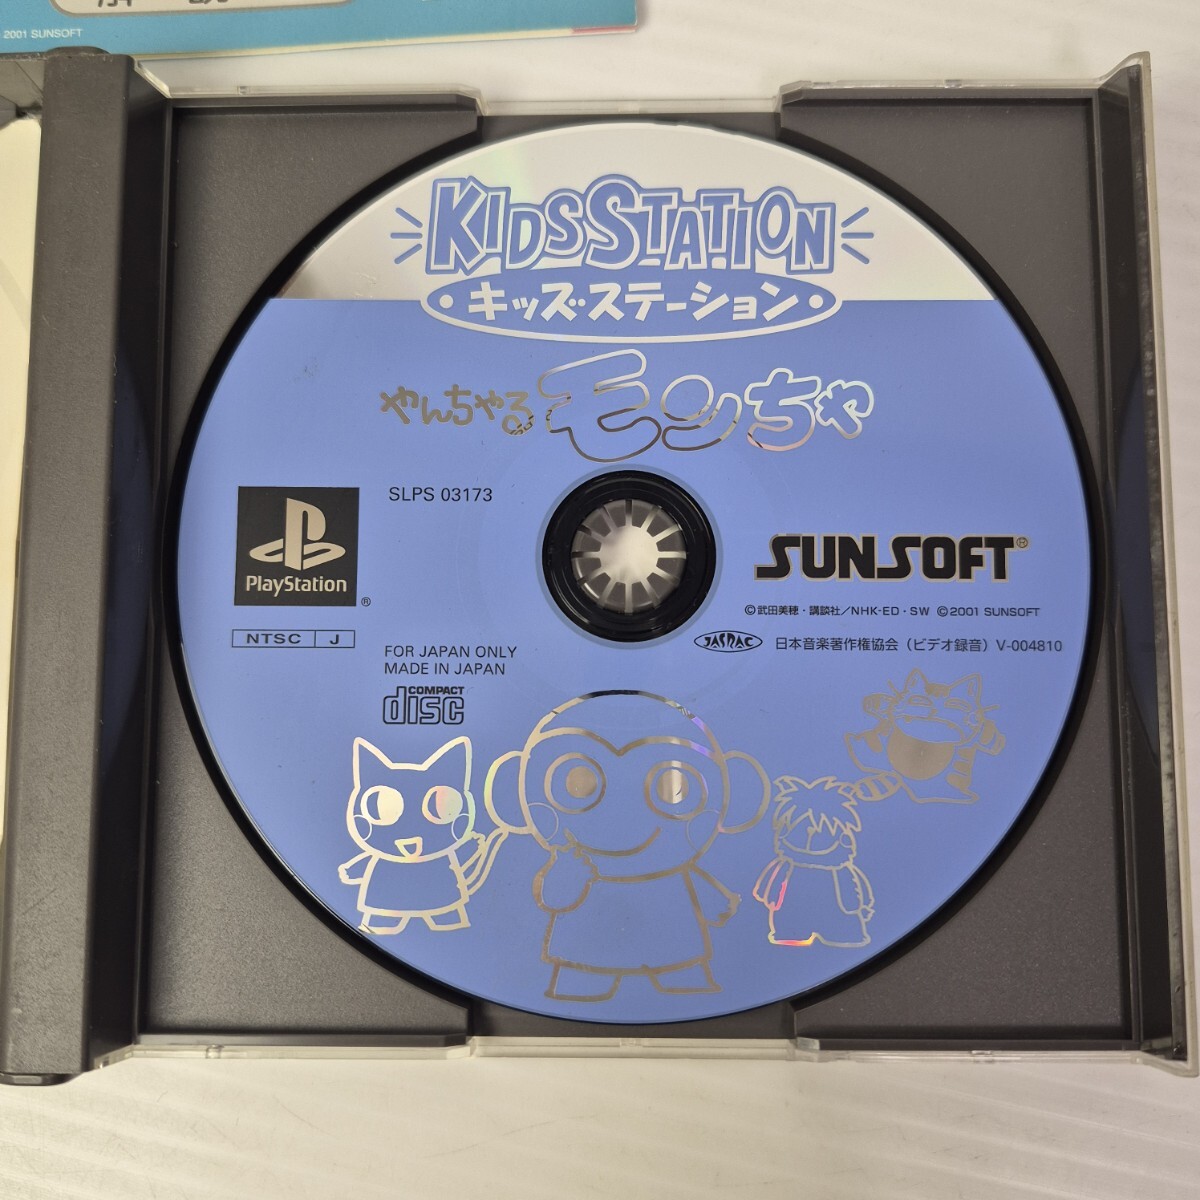 2001 SUNSOFT
KIDSSTATION
・キッズ・ステーション・
やんちゃる モンちゃ
SLPS 03173
PlayStation®
NTSC J
SUNSOFT®
©武田美穂・講談社／NHK-ED・SW ©2001 SUNSOFT
JASRAC 日本音楽著作権協会（ビデオ録音）V-004810
FOR JAPAN ONLY
MADE IN JAPAN
COMPACT
disc